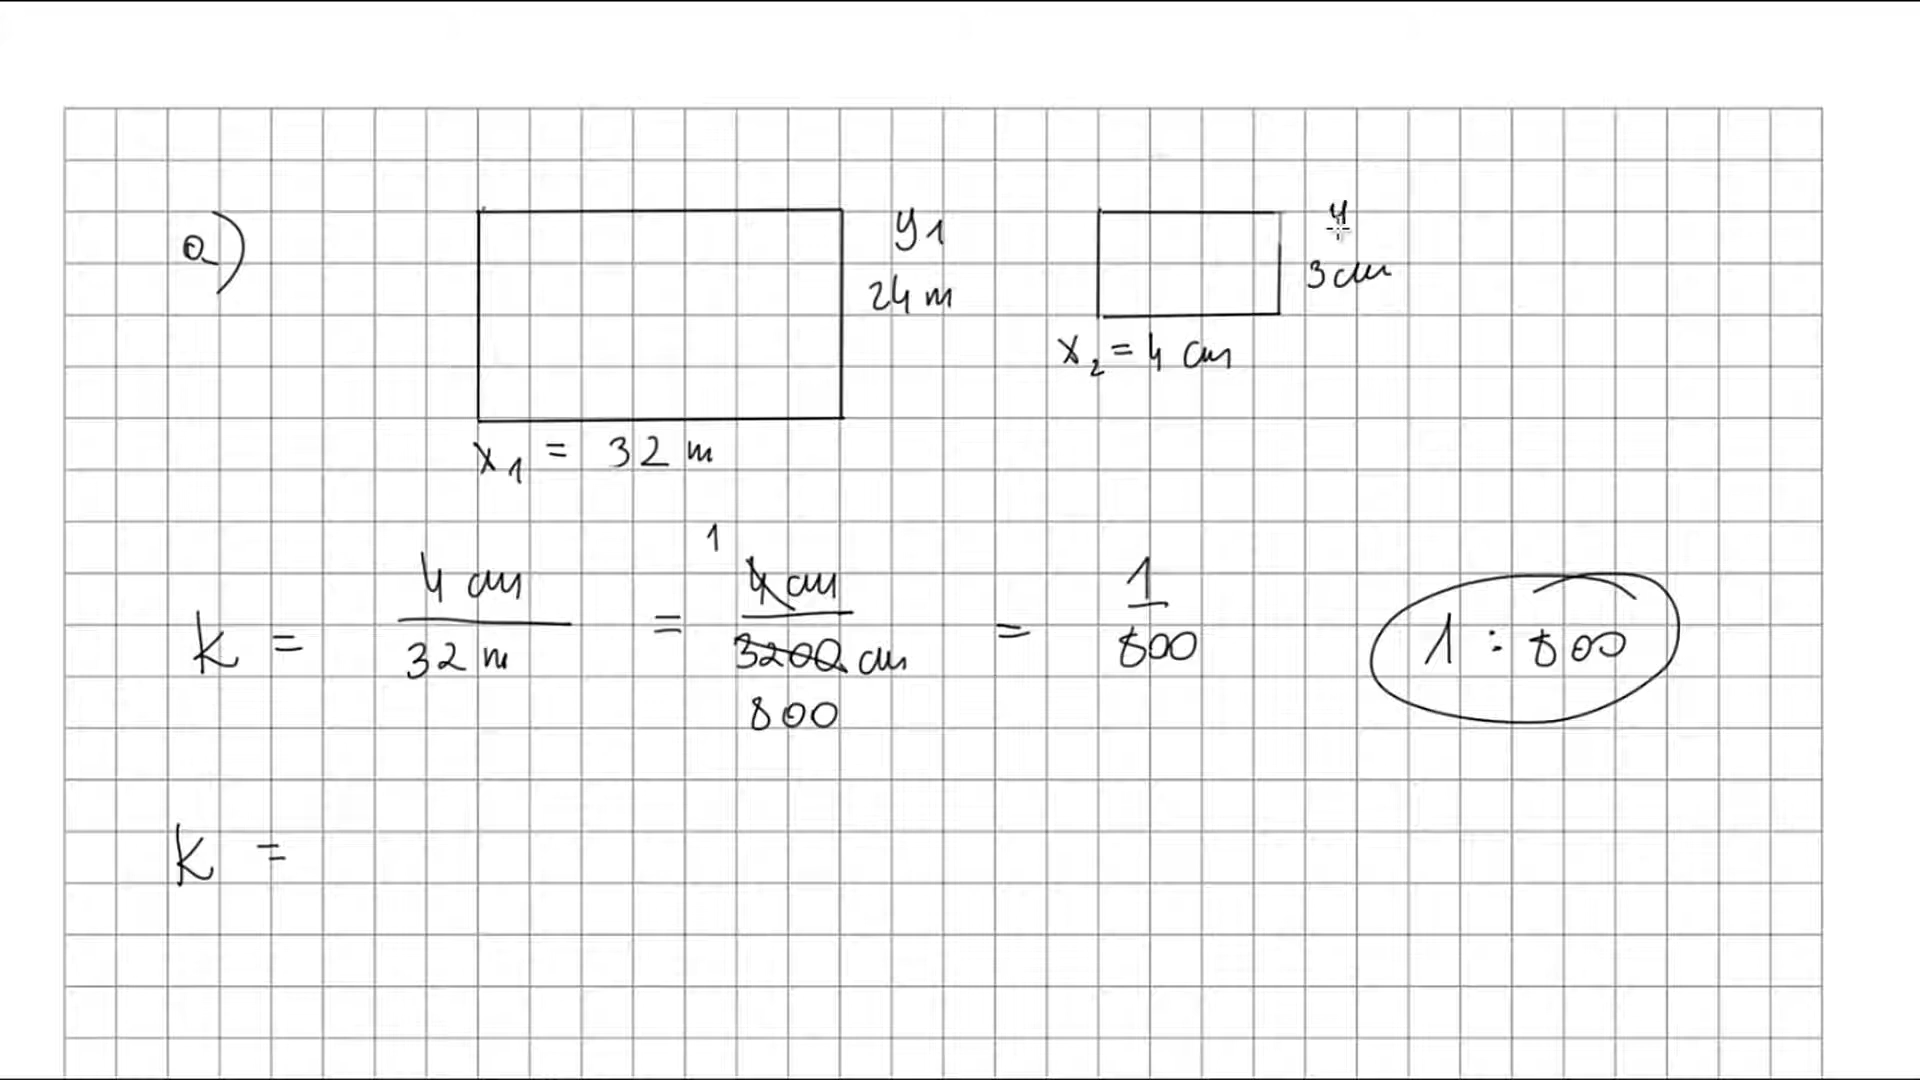 a)
y1
24 m
x1 = 32 m
y
3 cm
x2 = 4 cm
k = 4 cm / 32 m = 1 4 cm / 3200 cm 800 = 1 / 800
1 : 800
k =